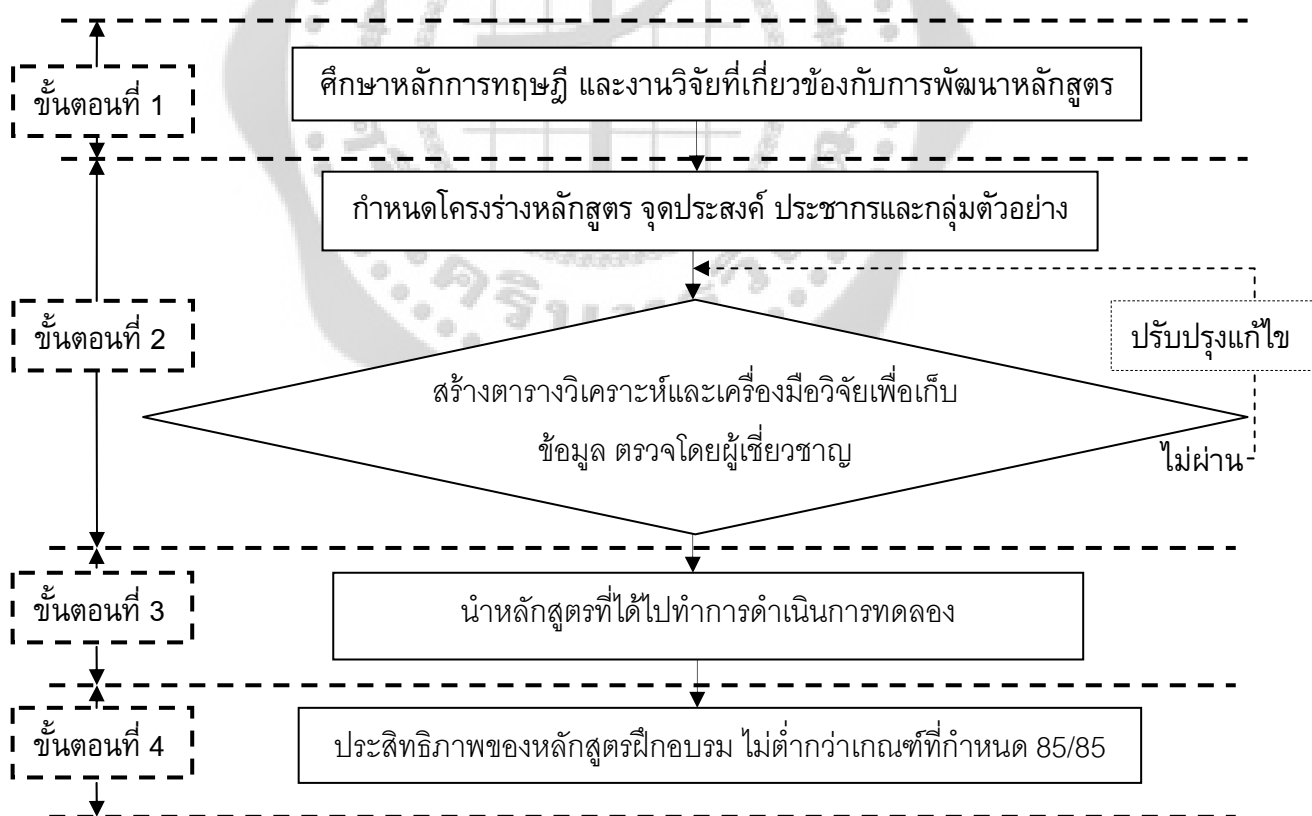 ขั้นตอนที่ 1
ศึกษาหลักการทฤษฎี และงานวิจัยที่เกี่ยวข้องกับการพัฒนาหลักสูตร
กำหนดโครงร่างหลักสูตร จุดประสงค์ ประชากรและกลุ่มตัวอย่าง
ขั้นตอนที่ 2
ปรับปรุงแก้ไข
สร้างตารางวิเคราะห์และเครื่องมือวิจัยเพื่อเก็บ
ข้อมูล ตรวจโดยผู้เชี่ยวชาญ
ไม่ผ่าน
ขั้นตอนที่ 3
นำหลักสูตรที่ได้ไปทำการดำเนินการทดลอง
ขั้นตอนที่ 4
ประสิทธิภาพของหลักสูตรฝึกอบรม ไม่ต่ำกว่าเกณฑ์ที่กำหนด 85/85